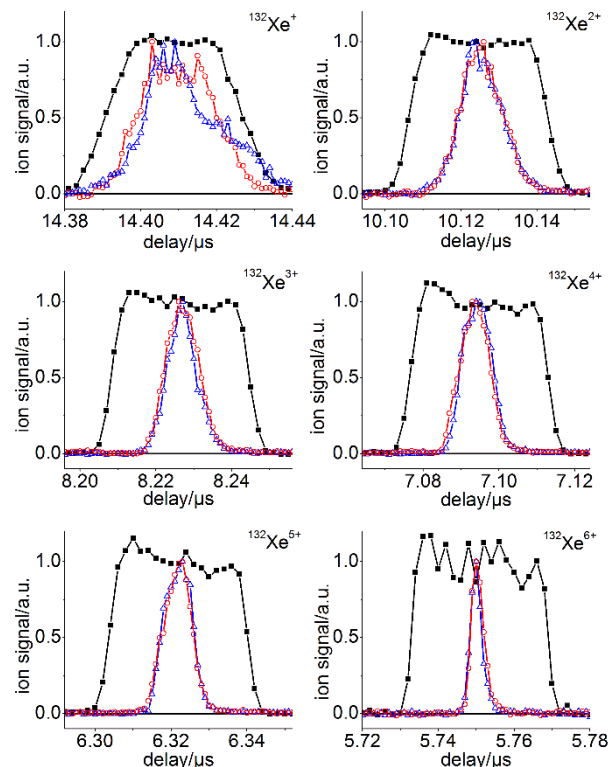 ¹³²Xe⁺
ion signal/a.u.
1.0
0.5
0.0
14.38 14.40 14.42 14.44
delay/µs
¹³²Xe²⁺
ion signal/a.u.
1.0
0.5
0.0
10.10 10.12 10.14
delay/µs
¹³²Xe³⁺
ion signal/a.u.
1.0
0.5
0.0
8.20 8.22 8.24
delay/µs
¹³²Xe⁴⁺
ion signal/a.u.
1.0
0.5
0.0
7.08 7.10 7.12
delay/µs
¹³²Xe⁵⁺
ion signal/a.u.
1.0
0.5
0.0
6.30 6.32 6.34
delay/µs
¹³²Xe⁶⁺
ion signal/a.u.
1.0
0.5
0.0
5.72 5.74 5.76 5.78
delay/µs